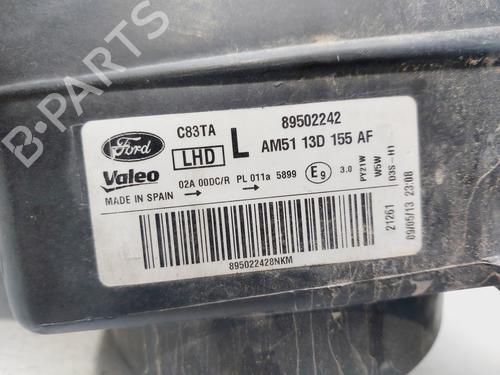 C83TA
89502242
Ford
LHD
L
AM51 13D 155 AF
Valeo
02A 00DC/R
PL 011a 5899
E9
3.0
PY21W
W5W
D3S-H1
MADE IN SPAIN
21261
09/05/13 23:08
895022428NKM
B-PARTS